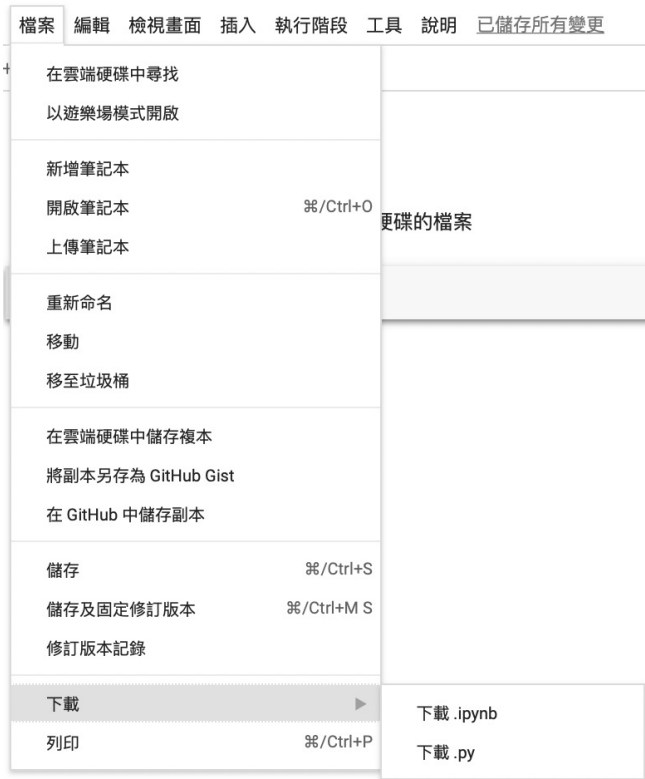 檔案 編輯 檢視畫面 插入 執行階段 工具 說明 已儲存所有變更
在雲端硬碟中尋找
以遊樂場模式開啟
新增筆記本
開啟筆記本 ⌘/Ctrl+O
硬碟的檔案
上傳筆記本
重新命名
移動
移至垃圾桶
在雲端硬碟中儲存複本
將副本另存為 GitHub Gist
在 GitHub 中儲存副本
儲存 ⌘/Ctrl+S
儲存及固定修訂版本 ⌘/Ctrl+M S
修訂版本記錄
下載
下載 .ipynb
列印 ⌘/Ctrl+P
下載 .py